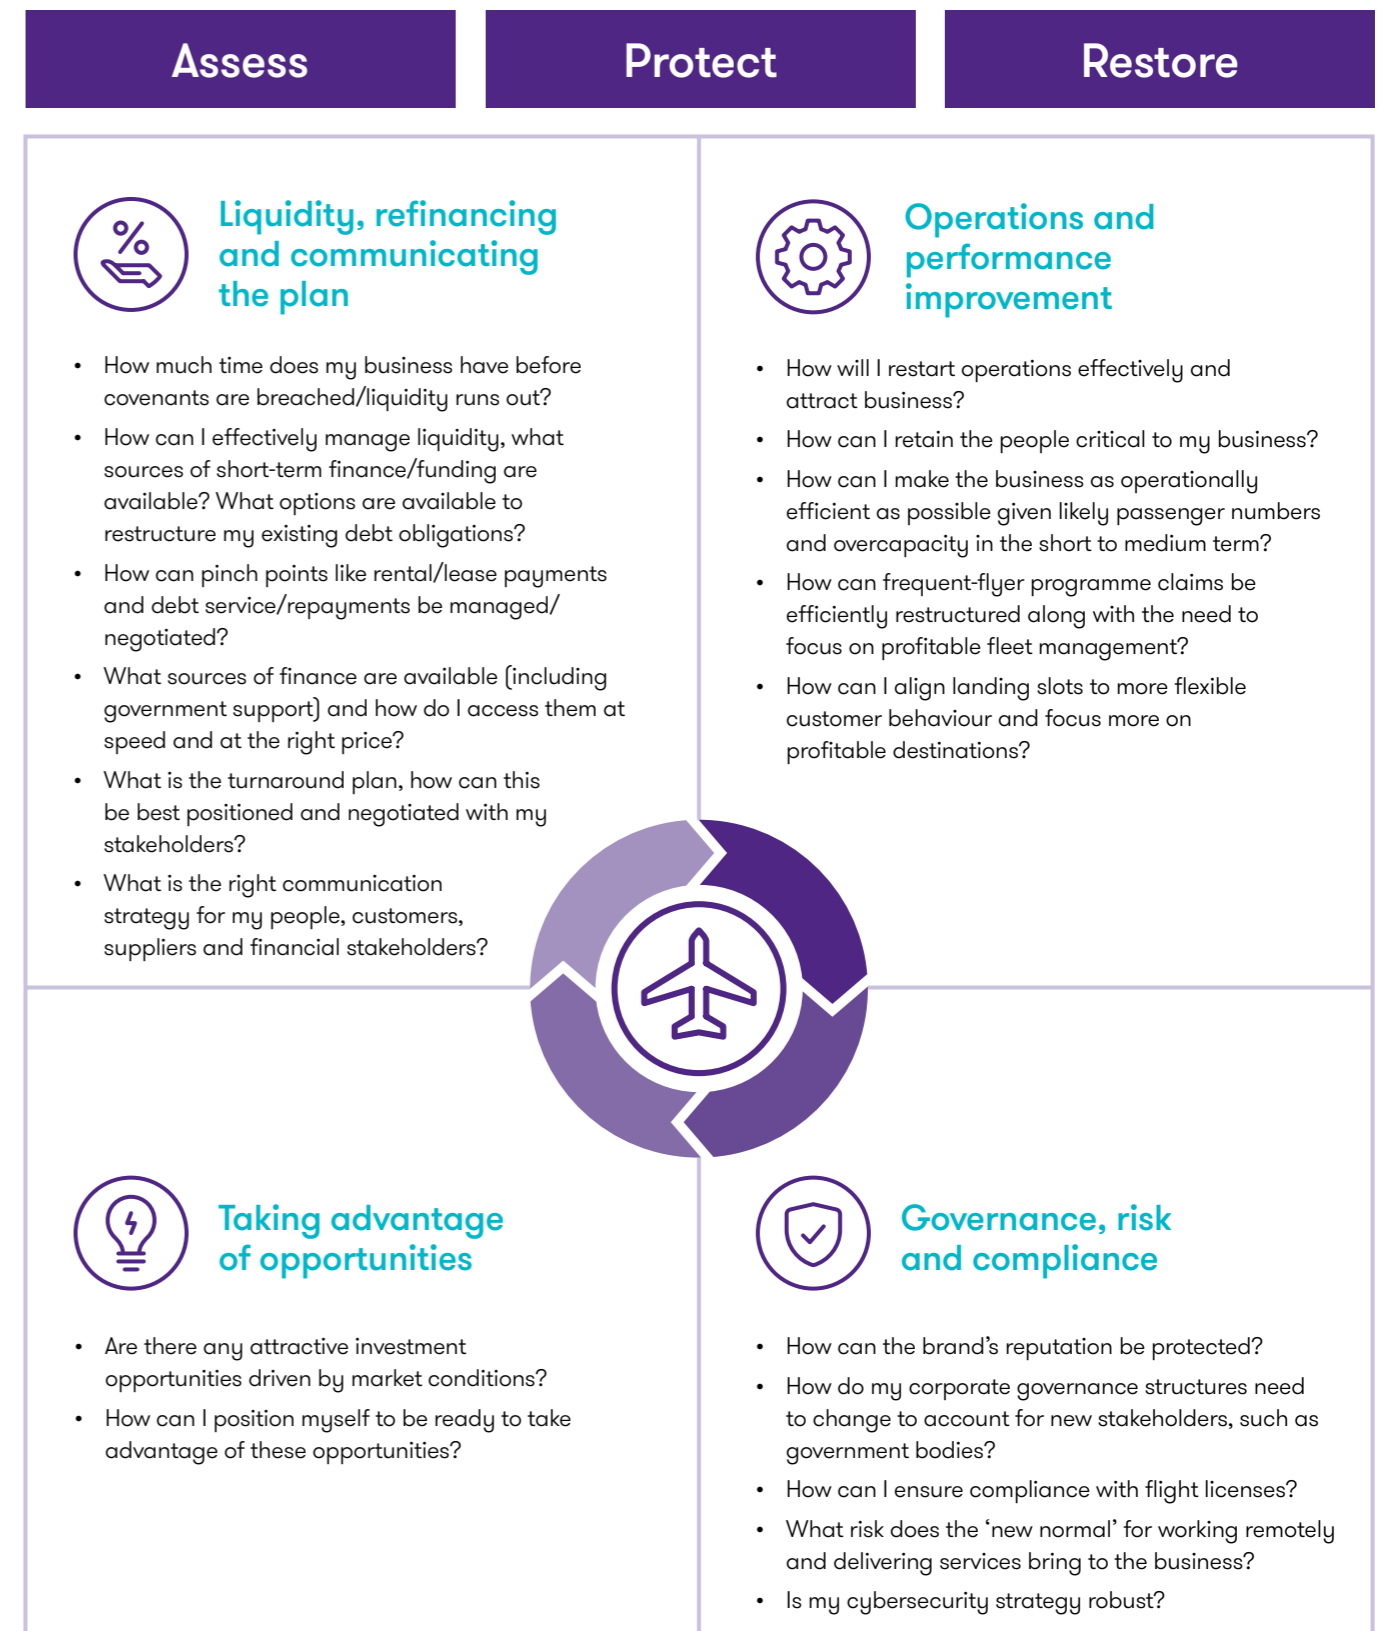 Assess
Protect
Restore
Liquidity, refinancing
and communicating
the plan
• How much time does my business have before
covenants are breached/liquidity runs out?
• How can I effectively manage liquidity, what
sources of short-term finance/funding are
available? What options are available to
restructure my existing debt obligations?
• How can pinch points like rental/lease payments
and debt service/repayments be managed/
negotiated?
• What sources of finance are available (including
government support) and how do I access them at
speed and at the right price?
• What is the turnaround plan, how can this
be best positioned and negotiated with my
stakeholders?
• What is the right communication
strategy for my people, customers,
suppliers and financial stakeholders?
Operations and
performance
improvement
• How will I restart operations effectively and
attract business?
• How can I retain the people critical to my business?
• How can I make the business as operationally
efficient as possible given likely passenger numbers
and overcapacity in the short to medium term?
• How can frequent-flyer programme claims be
efficiently restructured along with the need to
focus on profitable fleet management?
• How can I align landing slots to more flexible
customer behaviour and focus more on
profitable destinations?
Taking advantage
of opportunities
• Are there any attractive investment
opportunities driven by market conditions?
• How can I position myself to be ready to take
advantage of these opportunities?
Governance, risk
and compliance
• How can the brand’s reputation be protected?
• How do my corporate governance structures need
to change to account for new stakeholders, such as
government bodies?
• How can I ensure compliance with flight licenses?
• What risk does the ‘new normal’ for working remotely
and delivering services bring to the business?
• Is my cybersecurity strategy robust?